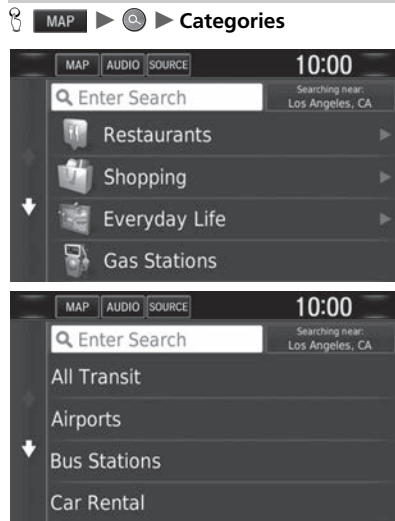 MAP Categories
MAP AUDIO SOURCE 10:00
Enter Search Searching near:
Los Angeles, CA
Restaurants
Shopping
Everyday Life
Gas Stations
MAP AUDIO SOURCE 10:00
Enter Search Searching near:
Los Angeles, CA
All Transit
Airports
Bus Stations
Car Rental